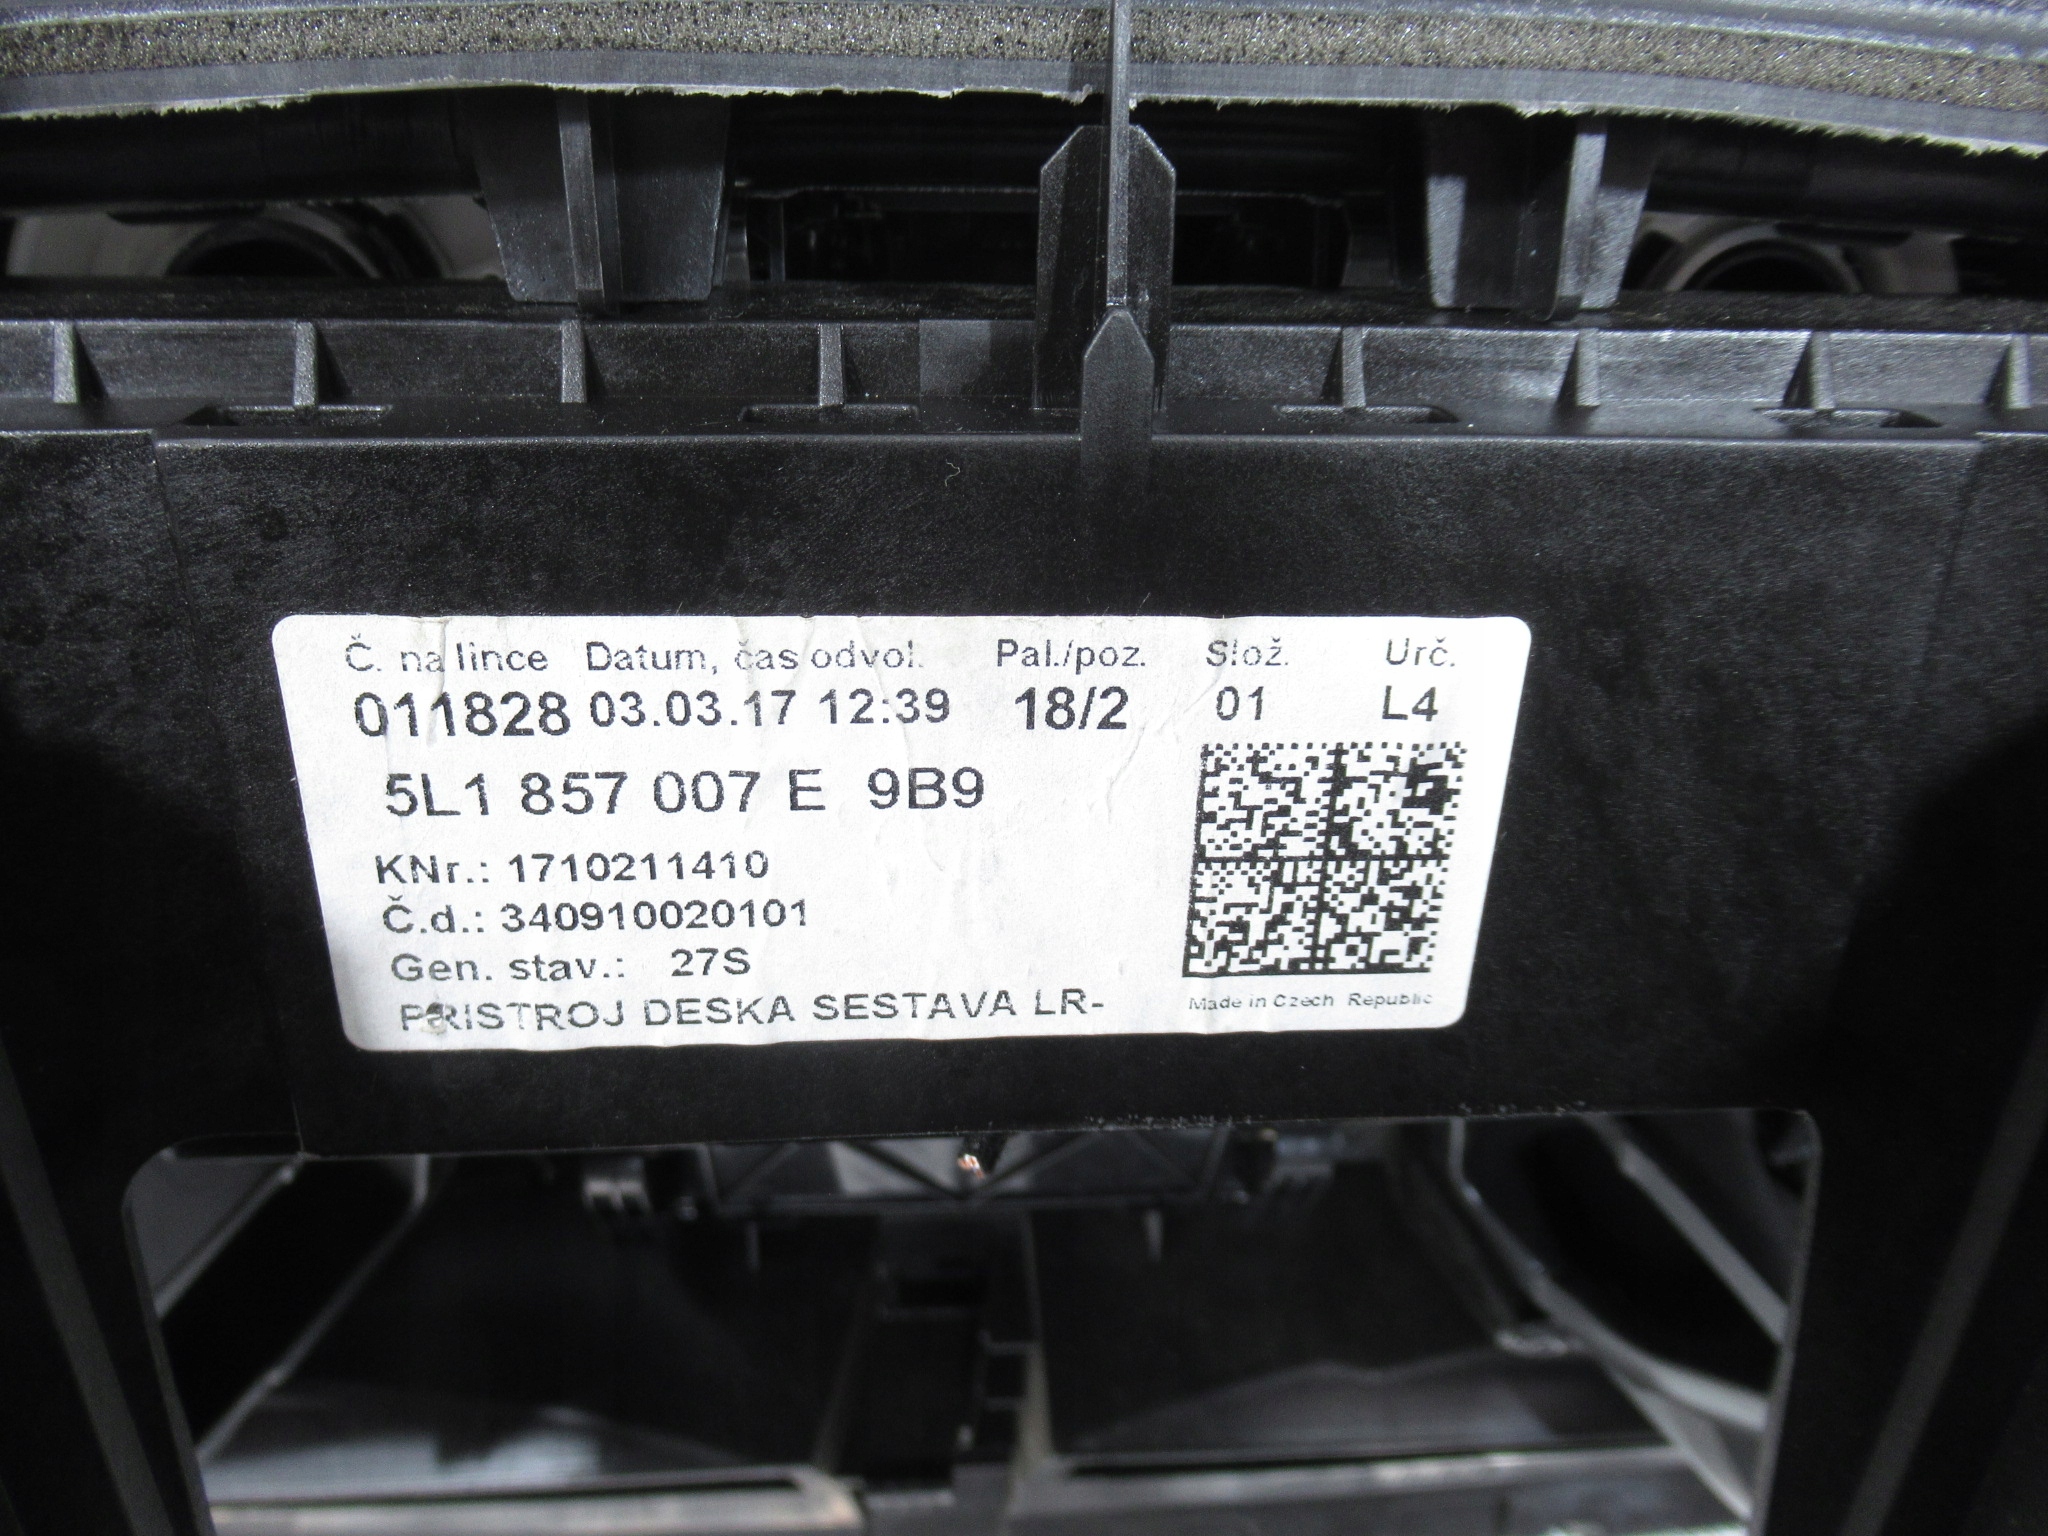 Č. na lince Datum, čas odvol. Pal./poz. Slož. Urč.
011828 03.03.17 12:39 18/2 01 L4
5L1 857 007 E 9B9
KNr.: 1710211410
Č.d.: 340910020101
Gen. stav.: 27S
PRISTROJ DESKA SESTAVA LR-
Made in Czech Republic